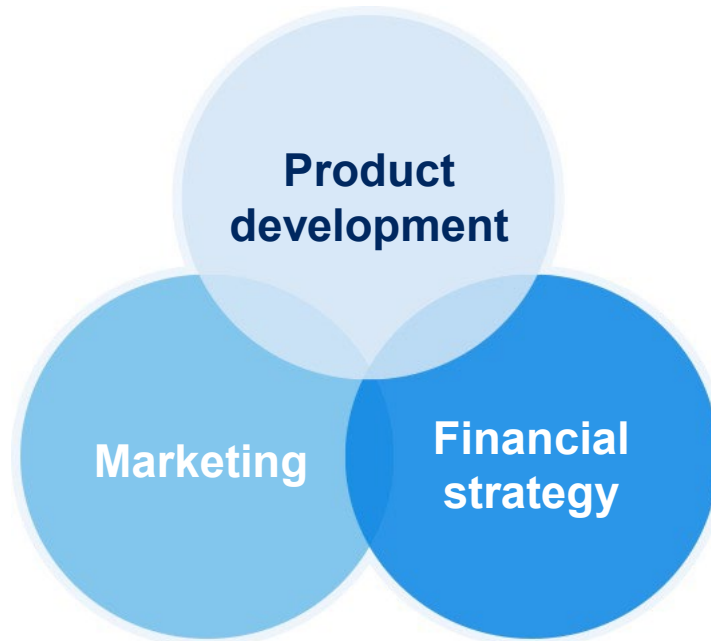 Product
development
Marketing
Financial
strategy